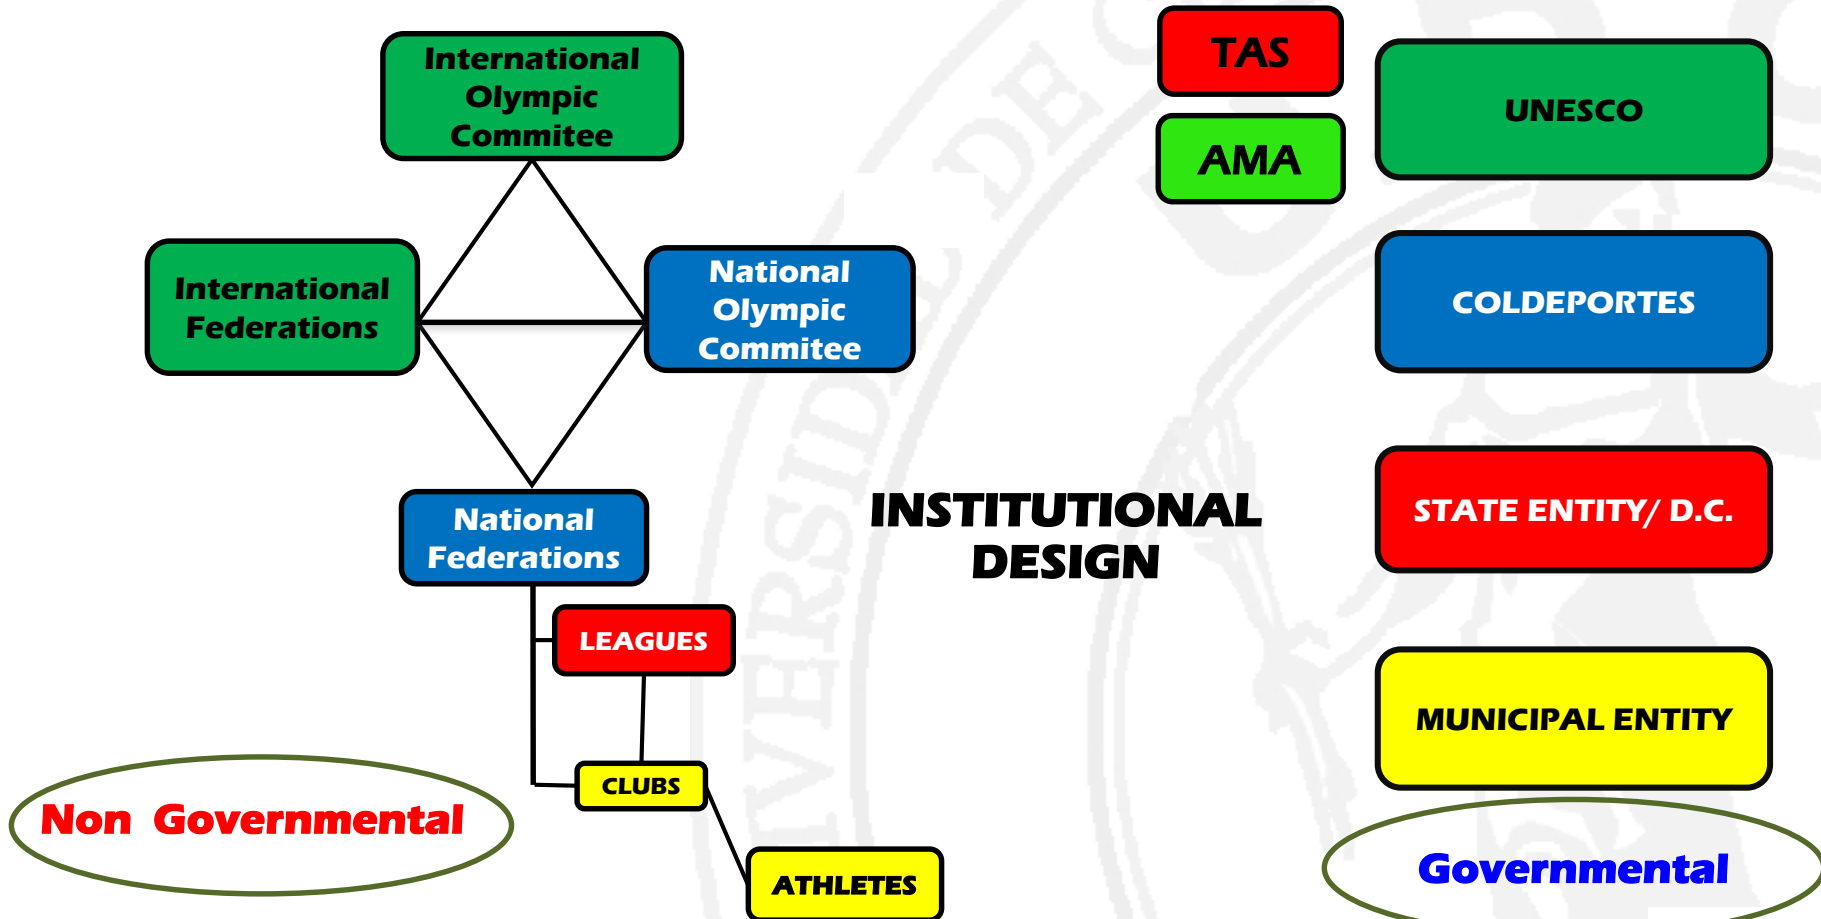 International
Olympic
Commitee
TAS
AMA
UNESCO
International
Federations
National
Olympic
Commitee
COLDEPORTES
National
Federations
INSTITUTIONAL
DESIGN
STATE ENTITY/ D.C.
LEAGUES
MUNICIPAL ENTITY
CLUBS
Non Governmental
ATHLETES
Governmental